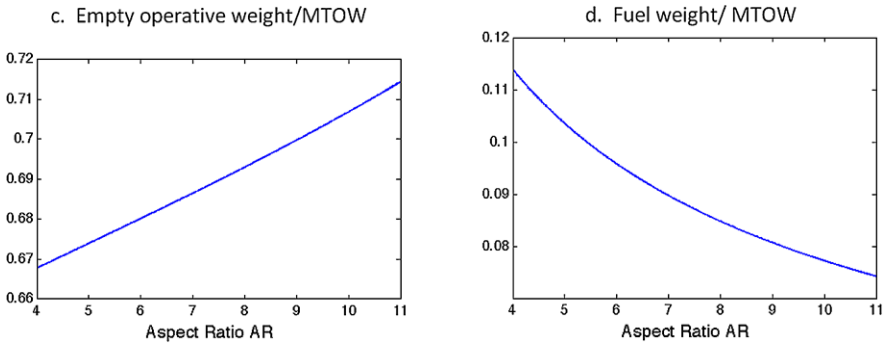 c. Empty operative weight/MTOW
0.72
0.71
0.7
0.69
0.68
0.67
0.66
4 5 6 7 8 9 10 11
Aspect Ratio AR
d. Fuel weight/ MTOW
0.12
0.11
0.1
0.09
0.08
4 5 6 7 8 9 10 11
Aspect Ratio AR